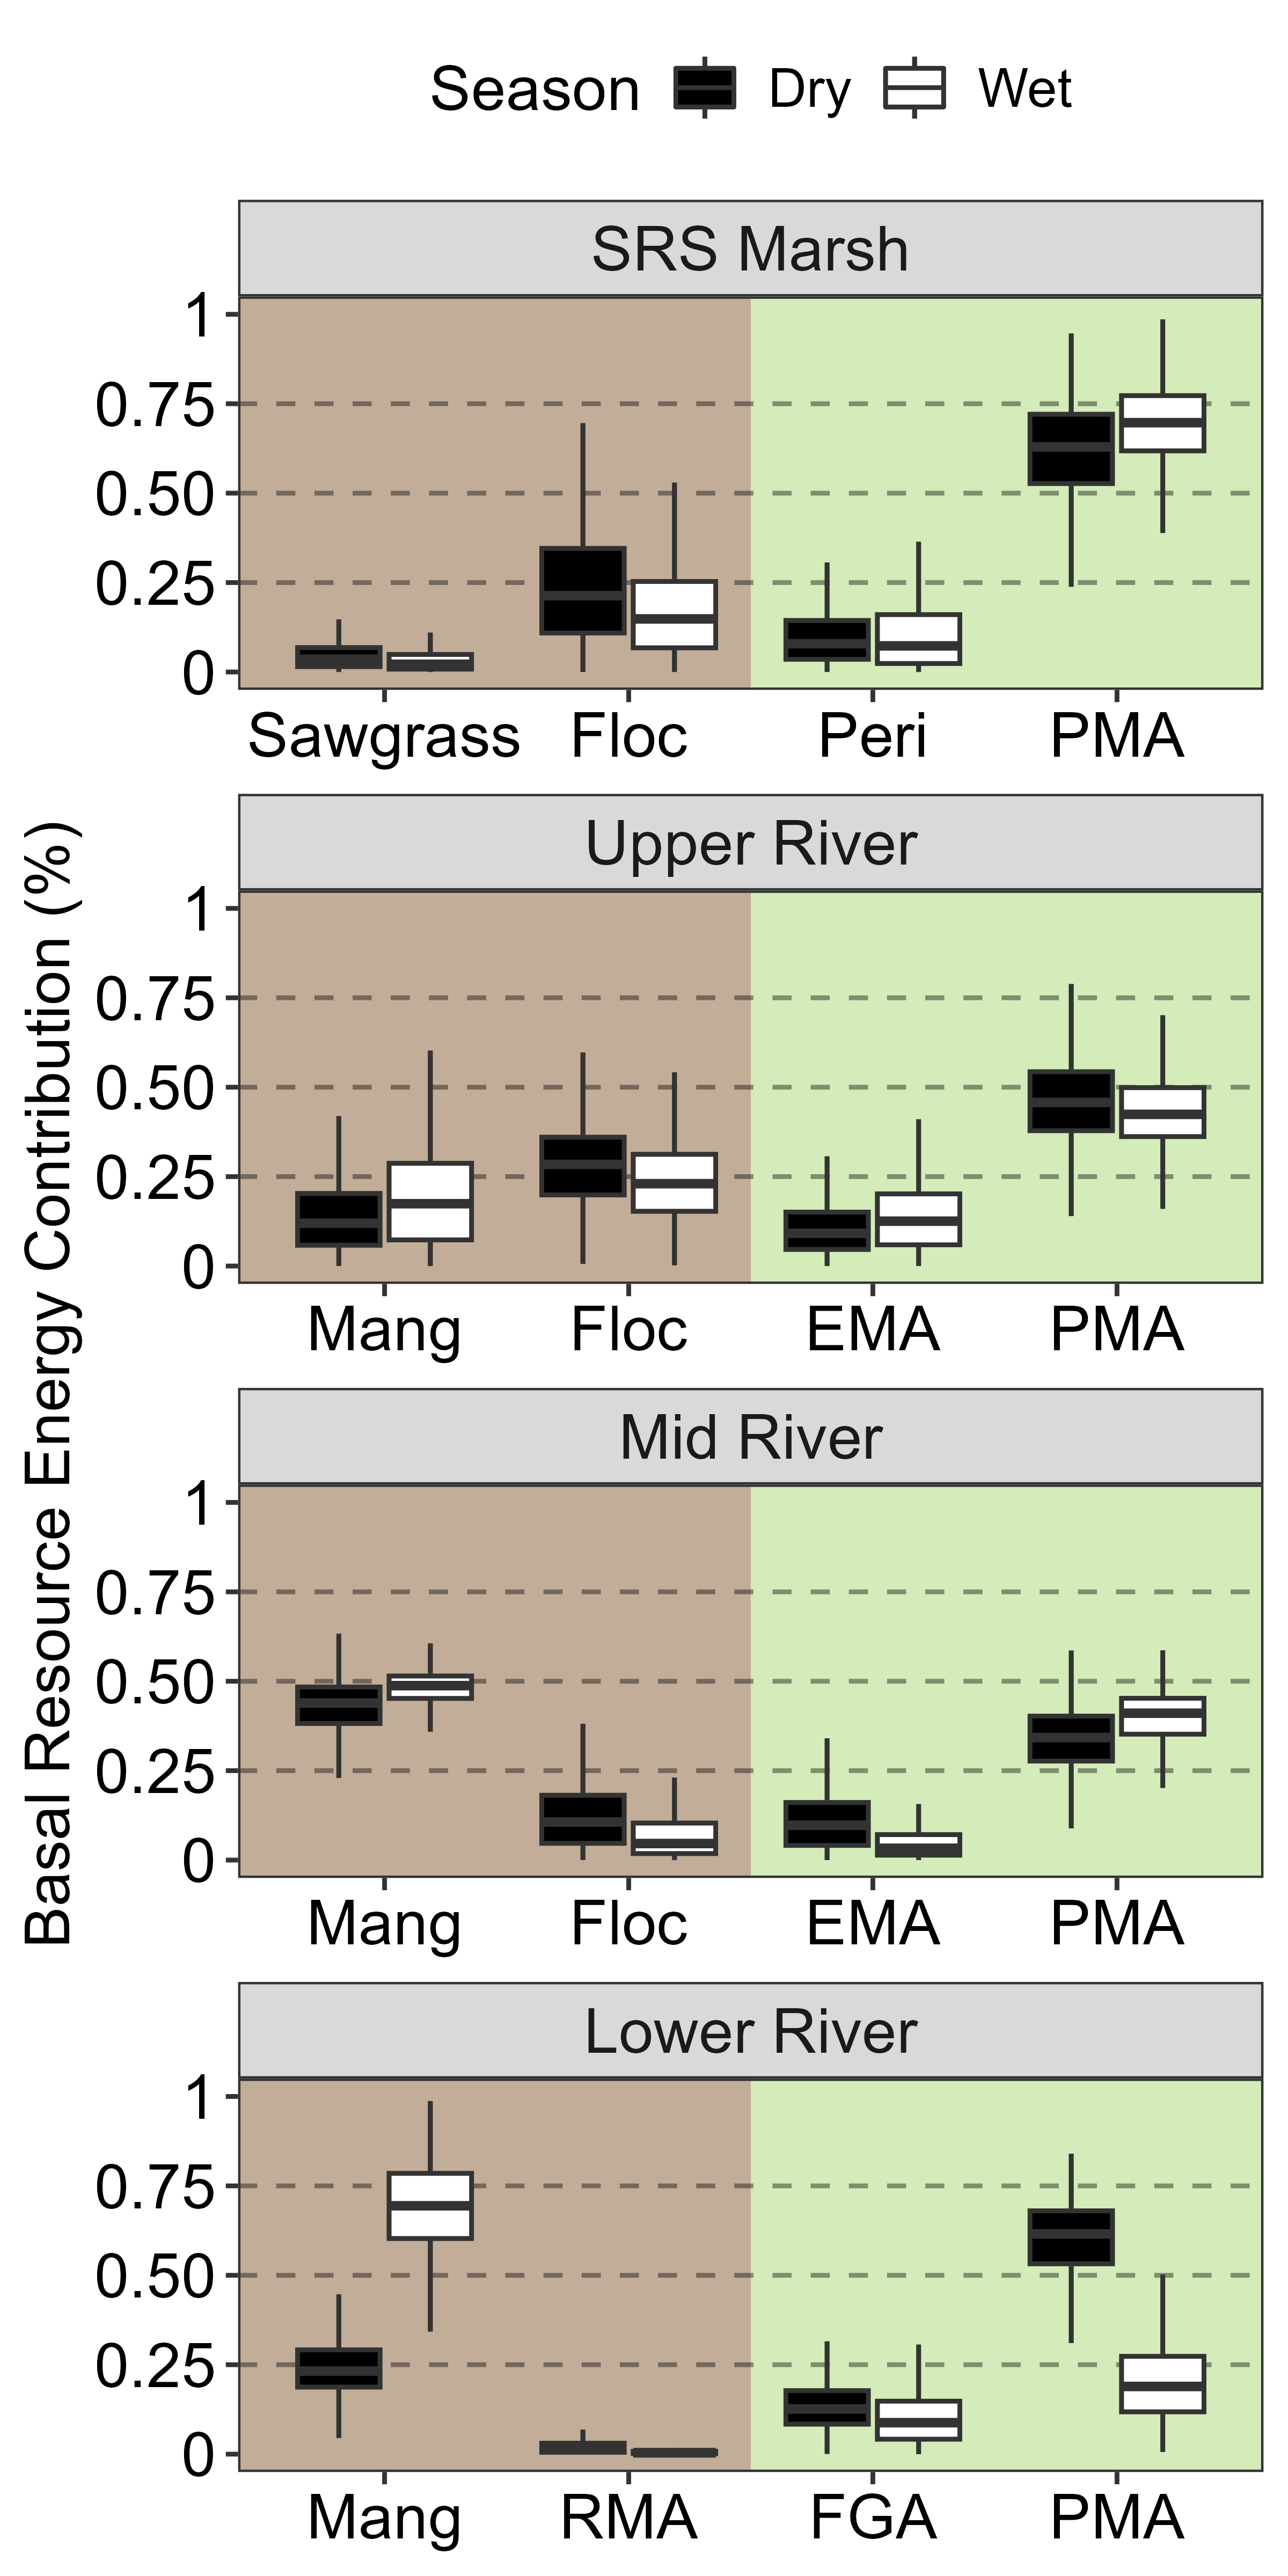 Season Dry Wet
SRS Marsh
1
0.75
0.50
0.25
0
Sawgrass Floc Peri PMA
Upper River
1
0.75
0.50
0.25
0
Mang Floc EMA PMA
Mid River
1
0.75
0.50
0.25
0
Mang Floc EMA PMA
Lower River
1
0.75
0.50
0.25
0
Mang RMA FGA PMA
Basal Resource Energy Contribution (%)